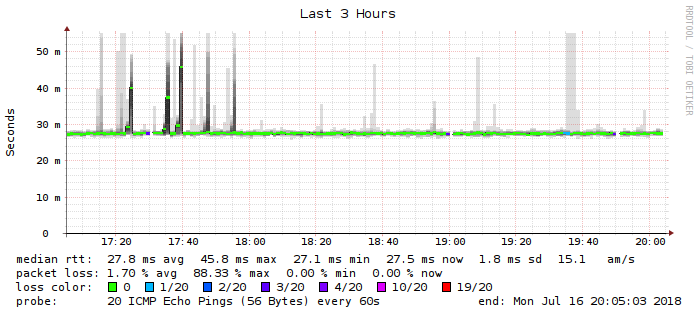 Last 3 Hours
RRDTOOL / TOBI OETIKER
Seconds
50 m
40 m
30 m
20 m
10 m
0
17:20 17:40 18:00 18:20 18:40 19:00 19:20 19:40 20:00
median rtt: 27.8 ms avg 45.8 ms max 27.1 ms min 27.5 ms now 1.8 ms sd 15.1 am/s
packet loss: 1.70 % avg 88.33 % max 0.00 % min 0.00 % now
loss color: 0 1/20 2/20 3/20 4/20 10/20 19/20
probe: 20 ICMP Echo Pings (56 Bytes) every 60s end: Mon Jul 16 20:05:03 2018